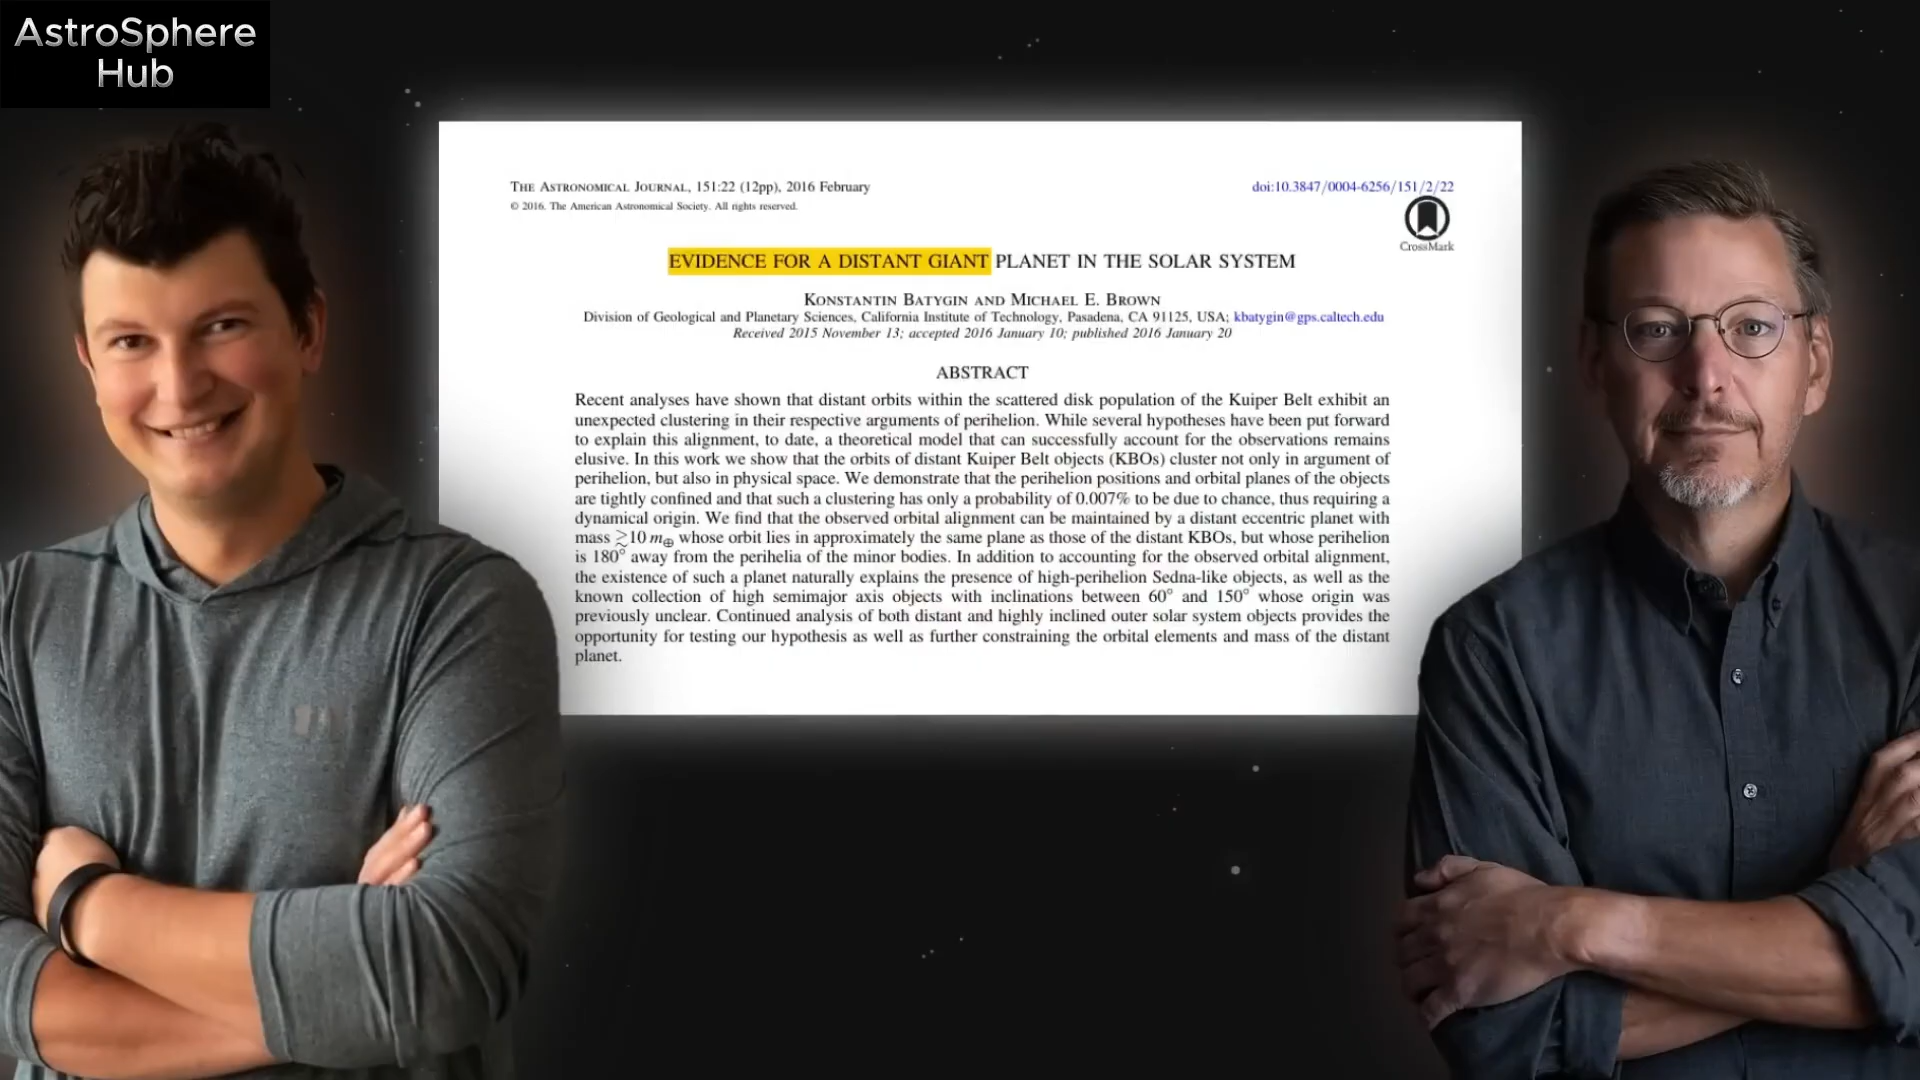 AstroSphere
Hub
THE ASTRONOMICAL JOURNAL, 151:22 (12pp), 2016 February
doi:10.3847/0004-6256/151/2/22
© 2016. The American Astronomical Society. All rights reserved.
CrossMark
EVIDENCE FOR A DISTANT GIANT PLANET IN THE SOLAR SYSTEM
KONSTANTIN BATYGIN AND MICHAEL E. BROWN
Division of Geological and Planetary Sciences, California Institute of Technology, Pasadena, CA 91125, USA; kbatygin@gps.caltech.edu
Received 2015 November 13; accepted 2016 January 10; published 2016 January 20
ABSTRACT
Recent analyses have shown that distant orbits within the scattered disk population of the Kuiper Belt exhibit an
unexpected clustering in their respective arguments of perihelion. While several hypotheses have been put forward
to explain this alignment, to date, a theoretical model that can successfully account for the observations remains
elusive. In this work we show that the orbits of distant Kuiper Belt objects (KBOs) cluster not only in argument of
perihelion, but also in physical space. We demonstrate that the perihelion positions and orbital planes of the objects
are tightly confined and that such a clustering has only a probability of 0.007% to be due to chance, thus requiring a
dynamical origin. We find that the observed orbital alignment can be maintained by a distant eccentric planet with
mass ≳10 m⊕ whose orbit lies in approximately the same plane as those of the distant KBOs, but whose perihelion
is 180° away from the perihelia of the minor bodies. In addition to accounting for the observed orbital alignment,
the existence of such a planet naturally explains the presence of high-perihelion Sedna-like objects, as well as the
known collection of high semimajor axis objects with inclinations between 60° and 150° whose origin was
previously unclear. Continued analysis of both distant and highly inclined outer solar system objects provides the
opportunity for testing our hypothesis as well as further constraining the orbital elements and mass of the distant
planet.